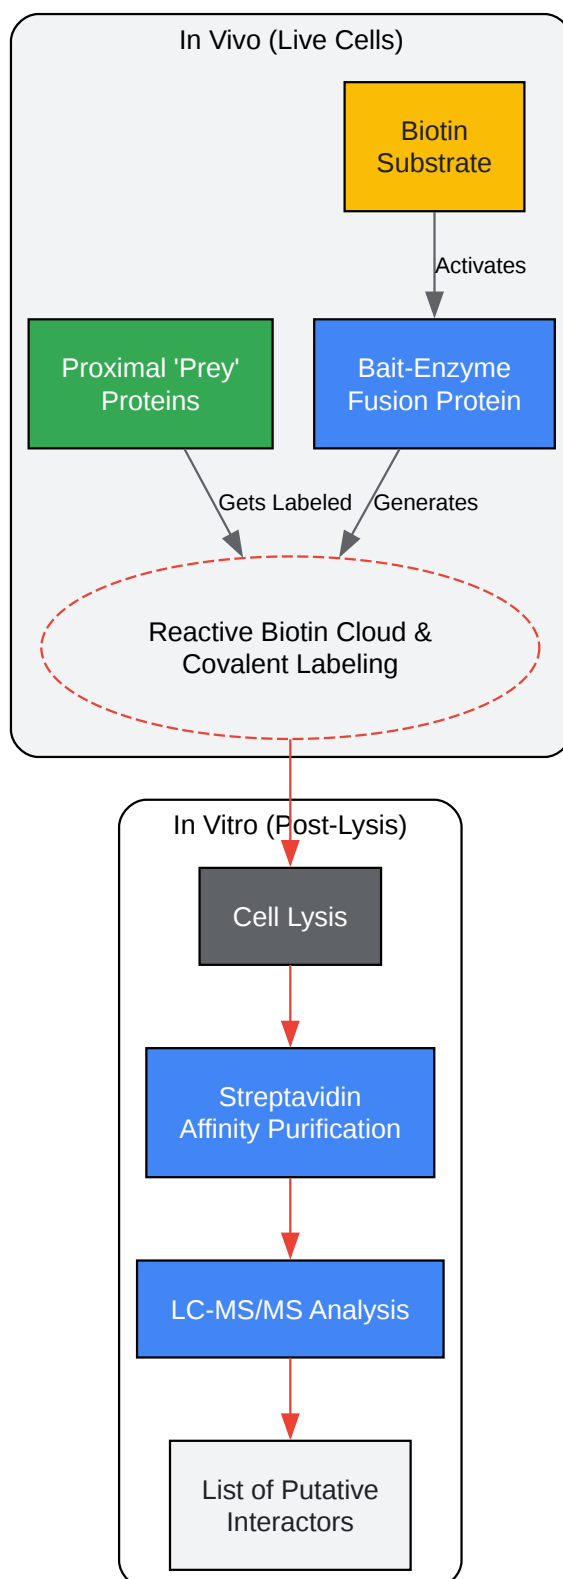 In Vivo (Live Cells)
Biotin
Substrate
Activates
Proximal 'Prey'
Proteins
Bait-Enzyme
Fusion Protein
Gets Labeled
Generates
Reactive Biotin Cloud &
Covalent Labeling
In Vitro (Post-Lysis)
Cell Lysis
Streptavidin
Affinity Purification
LC-MS/MS Analysis
List of Putative
Interactors